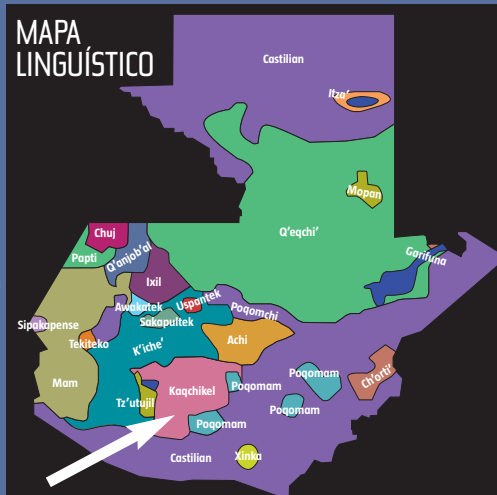 MAPA
LINGUÍSTICO
Castilian
Itza'
Mopan
Q'eqchi'
Chuj
Papti
Q'anjob'al
Garifuna
Ixil
Uspantek
Poqomchi
Awakatek
Sakapultek
Sipakapense
Tekiteko
K'iche'
Achi
Mam
Tz'utujil
Kaqchikel
Poqomam
Poqomam
Ch'orti'
Poqomam
Poqomam
Castilian
Xinka